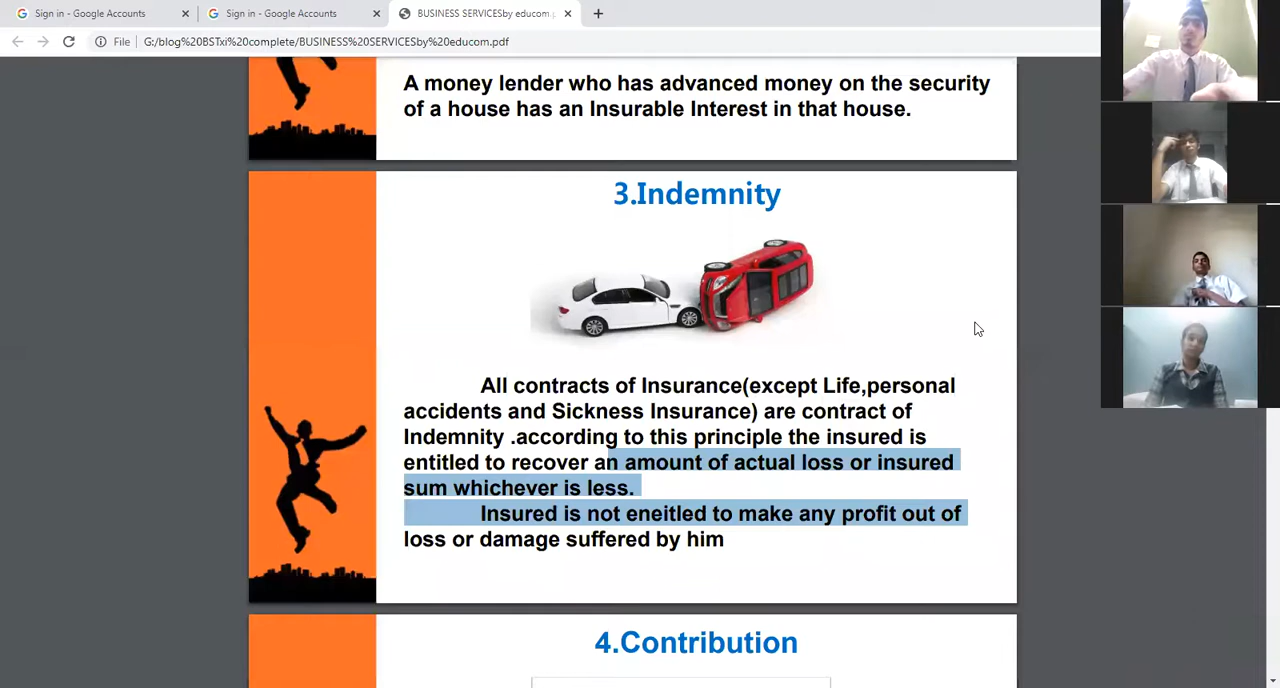 Sign in - Google Accounts
Sign in - Google Accounts
BUSINESS SERVICESby educom
File
G:/blog%20BSTxi%20complete/BUSINESS%20SERVICESby%20educom.pdf
A money lender who has advanced money on the security
of a house has an Insurable Interest in that house.
3.Indemnity
All contracts of Insurance(except Life,personal
accidents and Sickness Insurance) are contract of
Indemnity .according to this principle the insured is
entitled to recover an amount of actual loss or insured
sum whichever is less.
Insured is not eneitled to make any profit out of
loss or damage suffered by him
4.Contribution